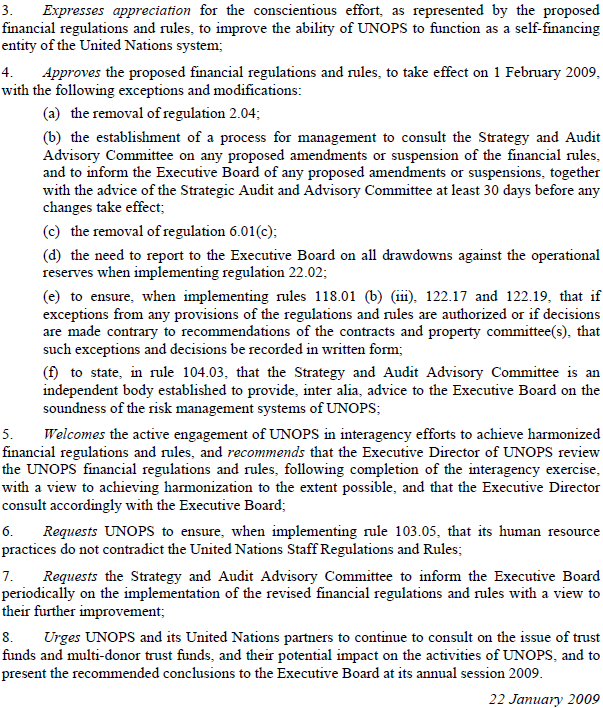 3. Expresses appreciation for the conscientious effort, as represented by the proposed
financial regulations and rules, to improve the ability of UNOPS to function as a self-financing
entity of the United Nations system;
4. Approves the proposed financial regulations and rules, to take effect on 1 February 2009,
with the following exceptions and modifications:
(a) the removal of regulation 2.04;
(b) the establishment of a process for management to consult the Strategy and Audit
Advisory Committee on any proposed amendments or suspension of the financial rules,
and to inform the Executive Board of any proposed amendments or suspensions, together
with the advice of the Strategic Audit and Advisory Committee at least 30 days before any
changes take effect;
(c) the removal of regulation 6.01(c);
(d) the need to report to the Executive Board on all drawdowns against the operational
reserves when implementing regulation 22.02;
(e) to ensure, when implementing rules 118.01 (b) (iii), 122.17 and 122.19, that if
exceptions from any provisions of the regulations and rules are authorized or if decisions
are made contrary to recommendations of the contracts and property committee(s), that
such exceptions and decisions be recorded in written form;
(f) to state, in rule 104.03, that the Strategy and Audit Advisory Committee is an
independent body established to provide, inter alia, advice to the Executive Board on the
soundness of the risk management systems of UNOPS;
5. Welcomes the active engagement of UNOPS in interagency efforts to achieve harmonized
financial regulations and rules, and recommends that the Executive Director of UNOPS review
the UNOPS financial regulations and rules, following completion of the interagency exercise,
with a view to achieving harmonization to the extent possible, and that the Executive Director
consult accordingly with the Executive Board;
6. Requests UNOPS to ensure, when implementing rule 103.05, that its human resource
practices do not contradict the United Nations Staff Regulations and Rules;
7. Requests the Strategy and Audit Advisory Committee to inform the Executive Board
periodically on the implementation of the revised financial regulations and rules with a view to
their further improvement;
8. Urges UNOPS and its United Nations partners to continue to consult on the issue of trust
funds and multi-donor trust funds, and their potential impact on the activities of UNOPS, and to
present the recommended conclusions to the Executive Board at its annual session 2009.
22 January 2009